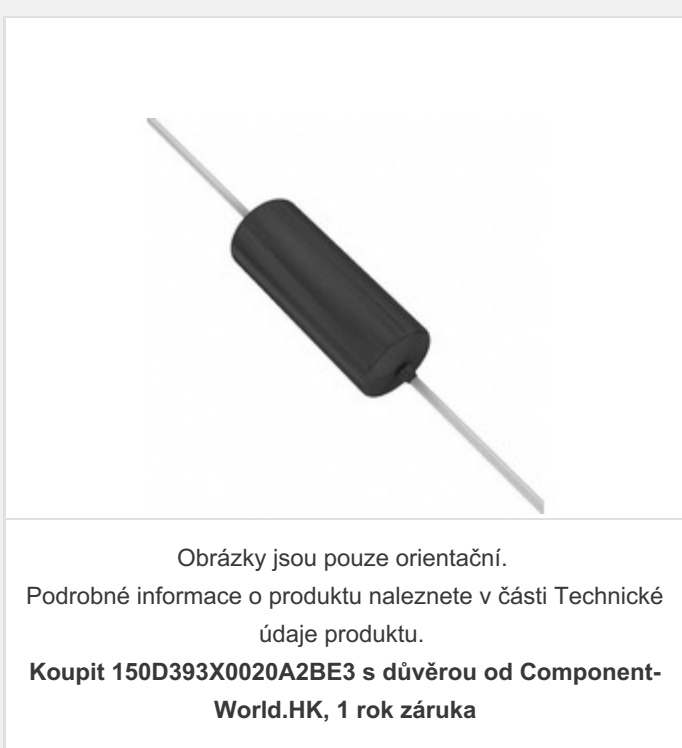 Obrázky jsou pouze orientační.
Podrobné informace o produktu naleznete v části Technické
údaje produktu.
Koupit 150D393X0020A2BE3 s důvěrou od Component-
World.HK, 1 rok záruka